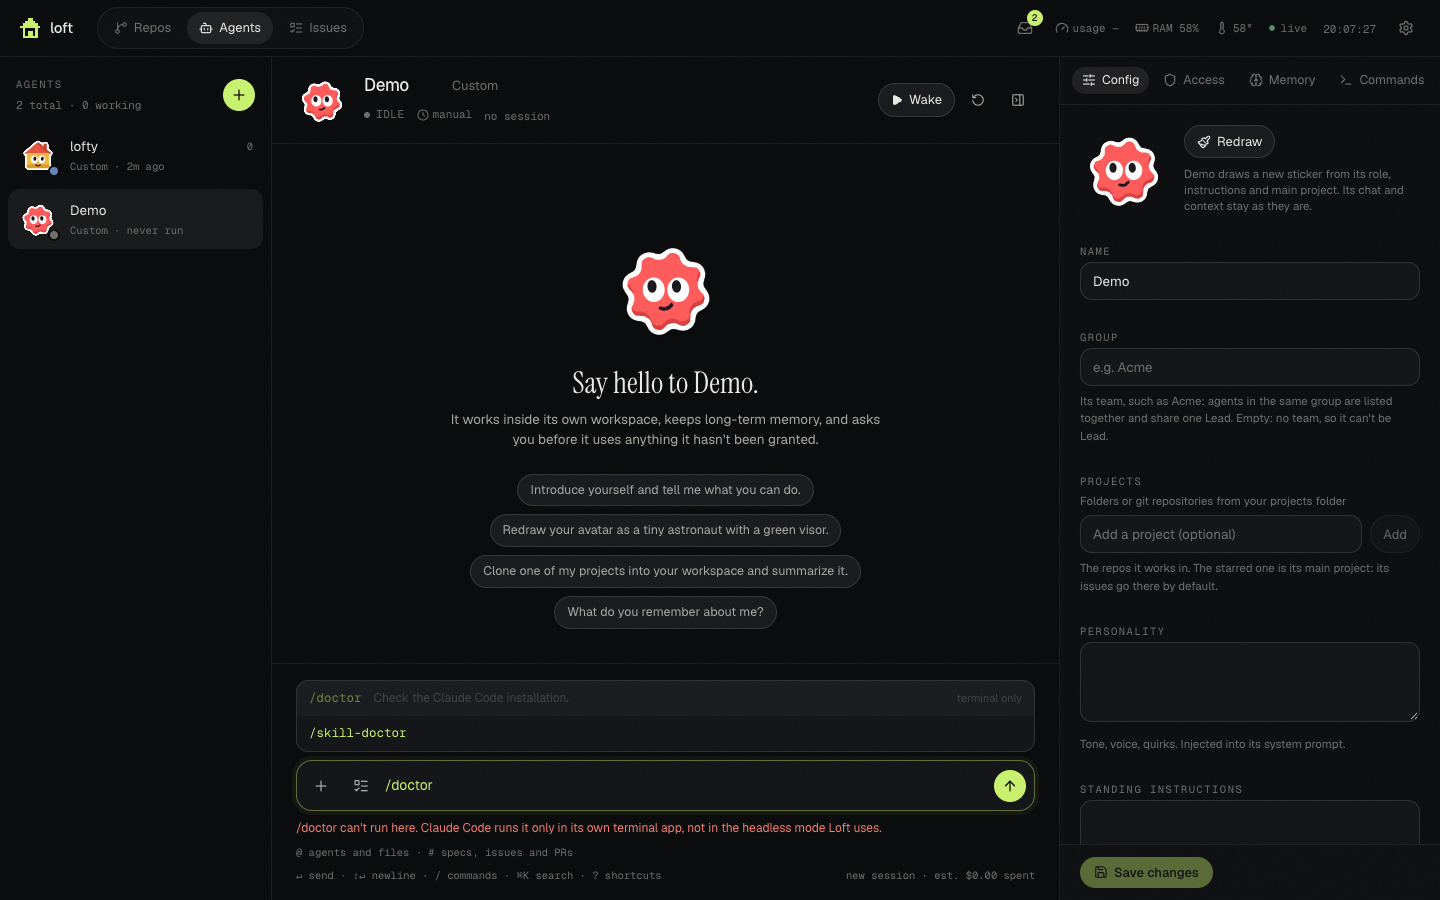 loft
Repos
Agents
Issues
2
usage —
RAM 58%
58°
live
20:07:27
AGENTS
2 total · 0 working
lofty
0
Custom · 2m ago
Demo
Custom · never run
Demo
Custom
IDLE
manual
no session
Wake
Say hello to Demo.
It works inside its own workspace, keeps long-term memory, and asks
you before it uses anything it hasn't been granted.
Introduce yourself and tell me what you can do.
Redraw your avatar as a tiny astronaut with a green visor.
Clone one of my projects into your workspace and summarize it.
What do you remember about me?
/doctor Check the Claude Code installation. terminal only
/skill-doctor
/doctor
/doctor can't run here. Claude Code runs it only in its own terminal app, not in the headless mode Loft uses.
@ agents and files · # specs, issues and PRs
↵ send · ⇧↵ newline · / commands · ⌘K search · ? shortcuts
new session · est. $0.00 spent
Config
Access
Memory
Commands
Redraw
Demo draws a new sticker from its role,
instructions and main project. Its chat and
context stay as they are.
NAME
Demo
GROUP
e.g. Acme
Its team, such as Acme: agents in the same group are listed
together and share one Lead. Empty: no team, so it can't be
Lead.
PROJECTS
Folders or git repositories from your projects folder
Add a project (optional)
Add
The repos it works in. The starred one is its main project: its
issues go there by default.
PERSONALITY
Tone, voice, quirks. Injected into its system prompt.
STANDING INSTRUCTIONS
Save changes